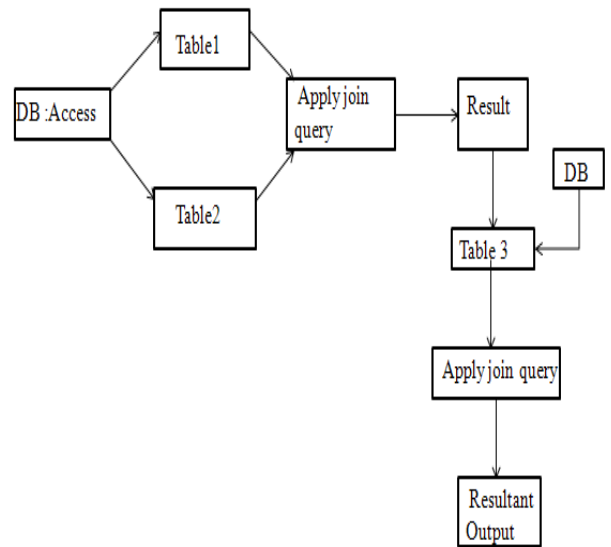 Table1
DB :Access
Apply join
query
Result
Table2
DB
Table 3
Apply join query
Resultant
Output